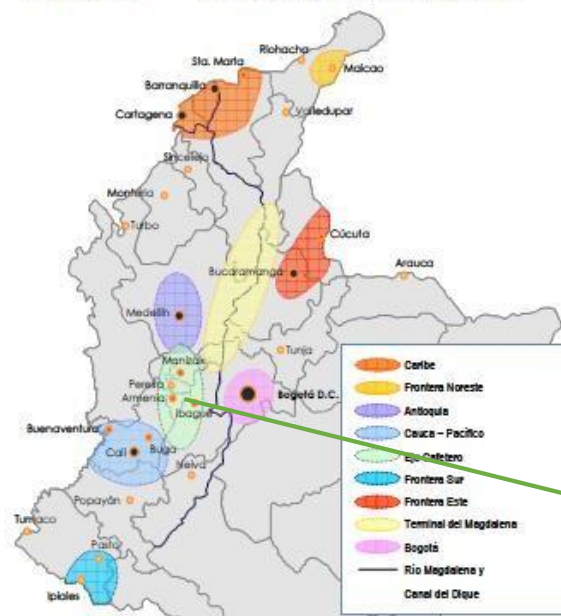 Riohacha
Sta. Marta
Maicao
Barranquilla
Valledupar
Cartagena
Sincelejo
Montería
Turbo
Cúcuta
Bucaramanga
Arauca
Medellín
Tunja
Manizales
Pereira
Armenia
Bogotá D.C.
Ibagué
Buenaventura
Buga
Cali
Neiva
Popayán
Tumaco
Pasto
Ipiales
Caribe
Frontera Noreste
Antioquia
Cauca – Pacífico
Eje Cafetero
Frontera Sur
Frontera Este
Terminal del Magdalena
Bogotá
Río Magdalena y
Canal del Dique